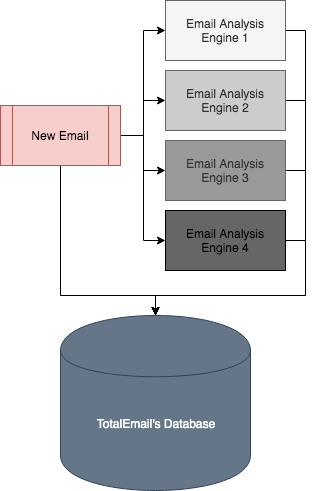 Email Analysis
Engine 1
Email Analysis
Engine 2
New Email
Email Analysis
Engine 3
Email Analysis
Engine 4
TotalEmail's Database